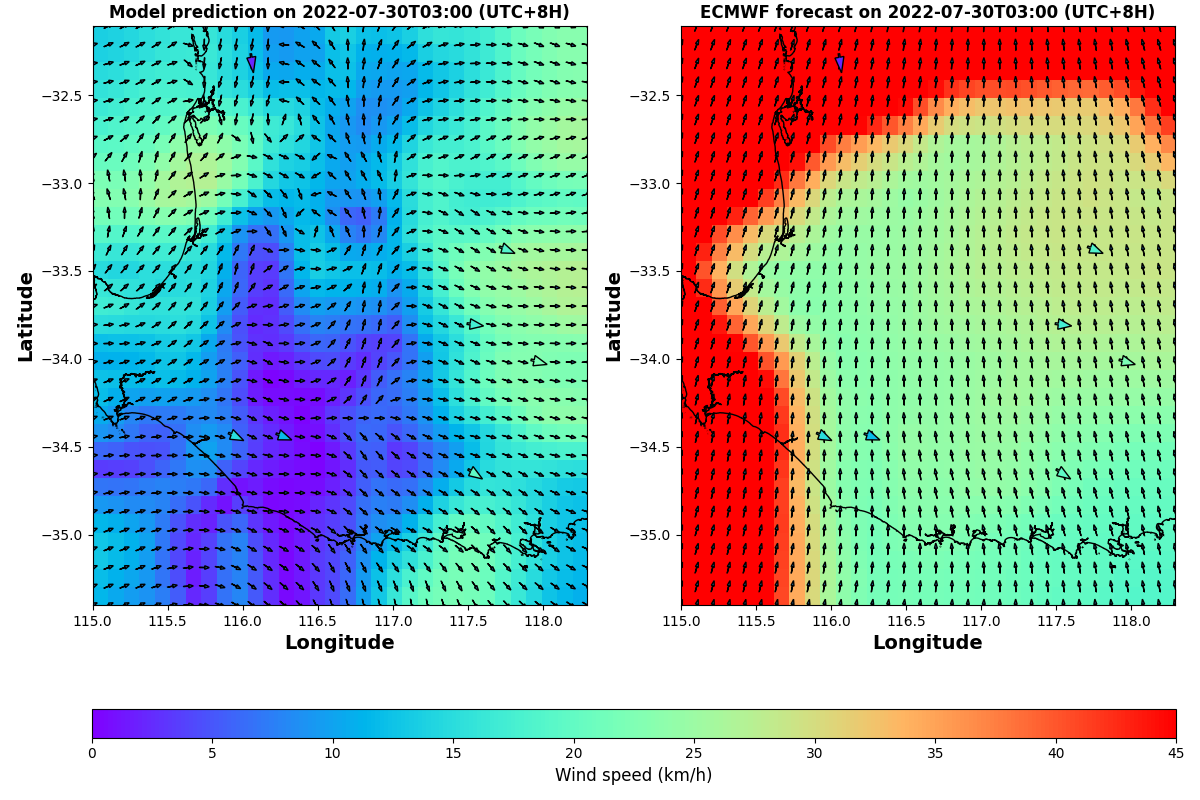 Model prediction on 2022-07-30T03:00 (UTC+8H)
ECMWF forecast on 2022-07-30T03:00 (UTC+8H)
Latitude
−32.5
−33.0
−33.5
−34.0
−34.5
−35.0
115.0 115.5 116.0 116.5 117.0 117.5 118.0
Longitude
Latitude
−32.5
−33.0
−33.5
−34.0
−34.5
−35.0
115.0 115.5 116.0 116.5 117.0 117.5 118.0
Longitude
0 5 10 15 20 25 30 35 40 45
Wind speed (km/h)